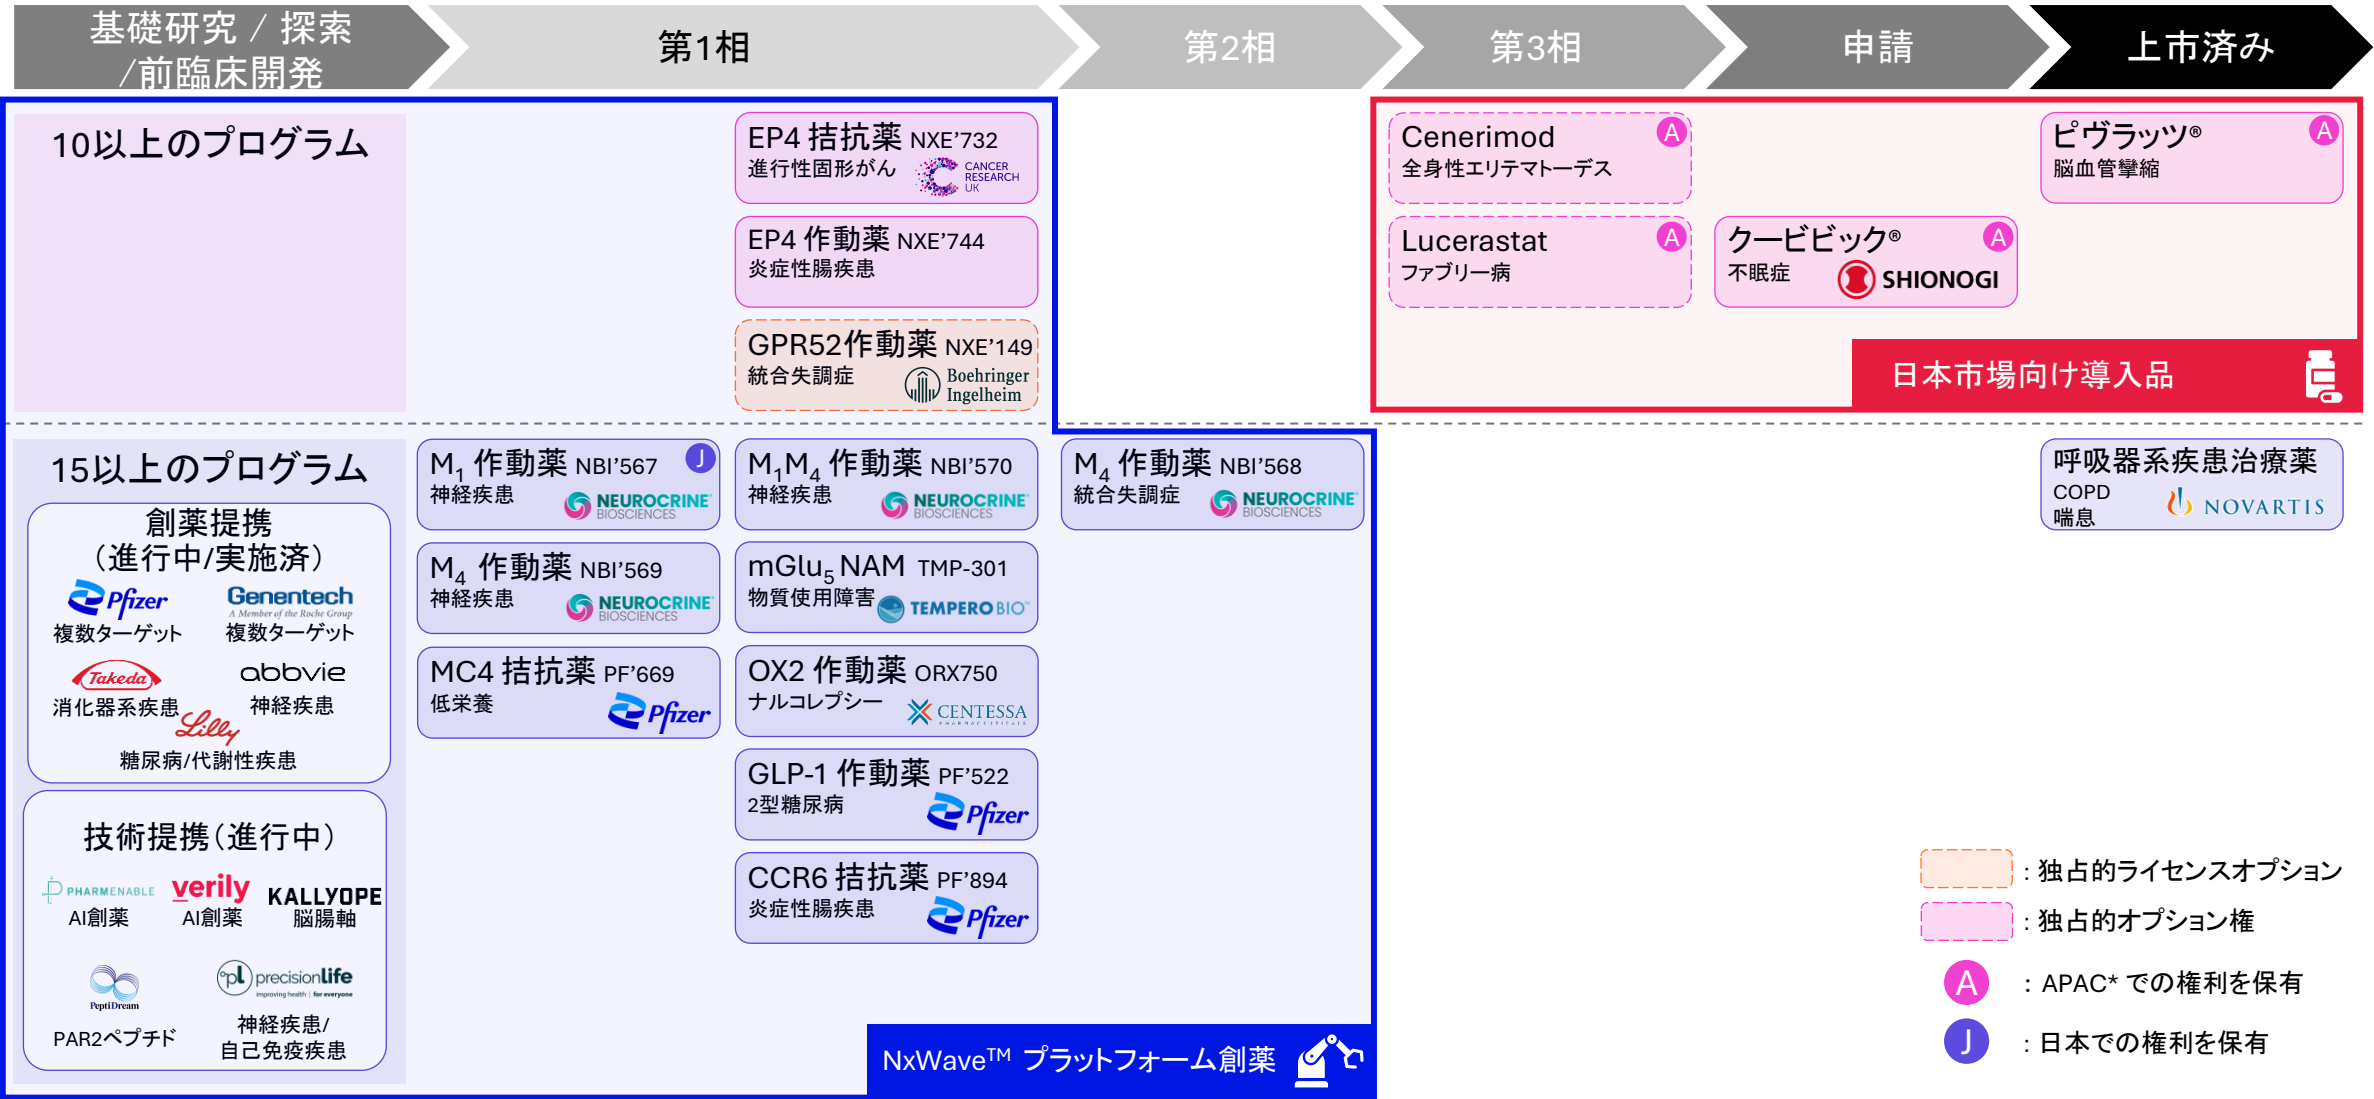 基礎研究 / 探索
/前臨床開発
第1相
第2相
第3相
申請
上市済み
10以上のプログラム
EP4 拮抗薬 NXE’732
進行性固形がん
CANCER
RESEARCH
UK
EP4 作動薬 NXE’744
炎症性腸疾患
GPR52作動薬 NXE’149
統合失調症
Boehringer
Ingelheim
Cenerimod
A
全身性エリテマトーデス
Lucerastat
A
ファブリー病
クービビック®
A
不眠症
SHIONOGI
ピヴラッツ®
A
脳血管攣縮
日本市場向け導入品
15以上のプログラム
創薬提携
（進行中/実施済）
Pfizer
複数ターゲット
Genentech
A Member of the Roche Group
複数ターゲット
Takeda
消化器系疾患
abbvie
神経疾患
Lilly
糖尿病/代謝性疾患
技術提携（進行中）
PHARMENABLE
AI創薬
verily
AI創薬
KALLYOPE
脳腸軸
PeptiDream
PAR2ペプチド
pl precisionlife
improving health | for everyone
神経疾患/
自己免疫疾患
M1 作動薬 NBI’567
J
神経疾患
NEUROCRINE
BIOSCIENCES
M4 作動薬 NBI’569
神経疾患
NEUROCRINE
BIOSCIENCES
MC4 拮抗薬 PF’669
低栄養
Pfizer
M1M4 作動薬 NBI’570
神経疾患
NEUROCRINE
BIOSCIENCES
mGlu5 NAM TMP-301
物質使用障害
TEMPERO BIO™
OX2 作動薬 ORX750
ナルコレプシー
CENTESSA
PHARMACEUTICALS
GLP-1 作動薬 PF’522
2型糖尿病
Pfizer
CCR6 拮抗薬 PF’894
炎症性腸疾患
Pfizer
M4 作動薬 NBI’568
統合失調症
NEUROCRINE
BIOSCIENCES
呼吸器系疾患治療薬
COPD
喘息
NOVARTIS
NxWave™ プラットフォーム創薬
: 独占的ライセンスオプション
: 独占的オプション権
A : APAC* での権利を保有
J : 日本での権利を保有